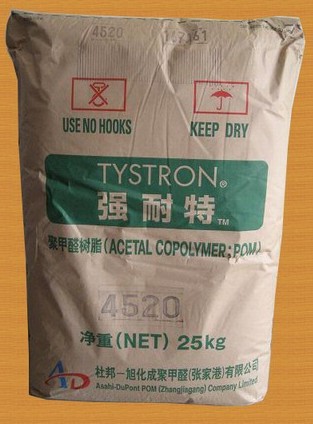 4520
USE NO HOOKS KEEP DRY
TYSTRON®
强耐特™
聚甲醛树脂(ACETAL COPOLYMER;POM)
4520
净重(NET) 25kg
AD 杜邦－旭化成聚甲醛(张家港)有限公司
Asahi-DuPont POM (Zhangjiagang) Company Limited